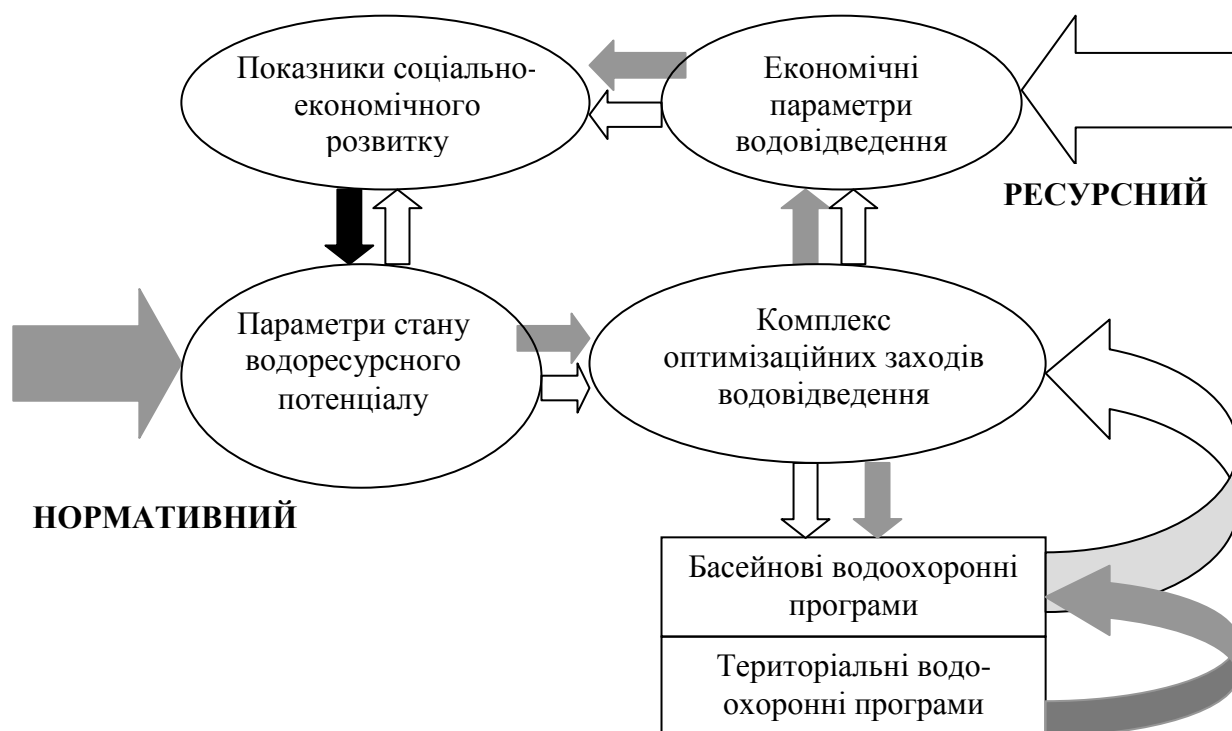 Показники соціально-
економічного
розвитку
Економічні
параметри
водовідведення
РЕСУРСНИЙ
Параметри стану
водоресурсного
потенціалу
Комплекс
оптимізаційних заходів
водовідведення
НОРМАТИВНИЙ
Басейнові водоохоронні
програми
Територіальні водо-
охоронні програми